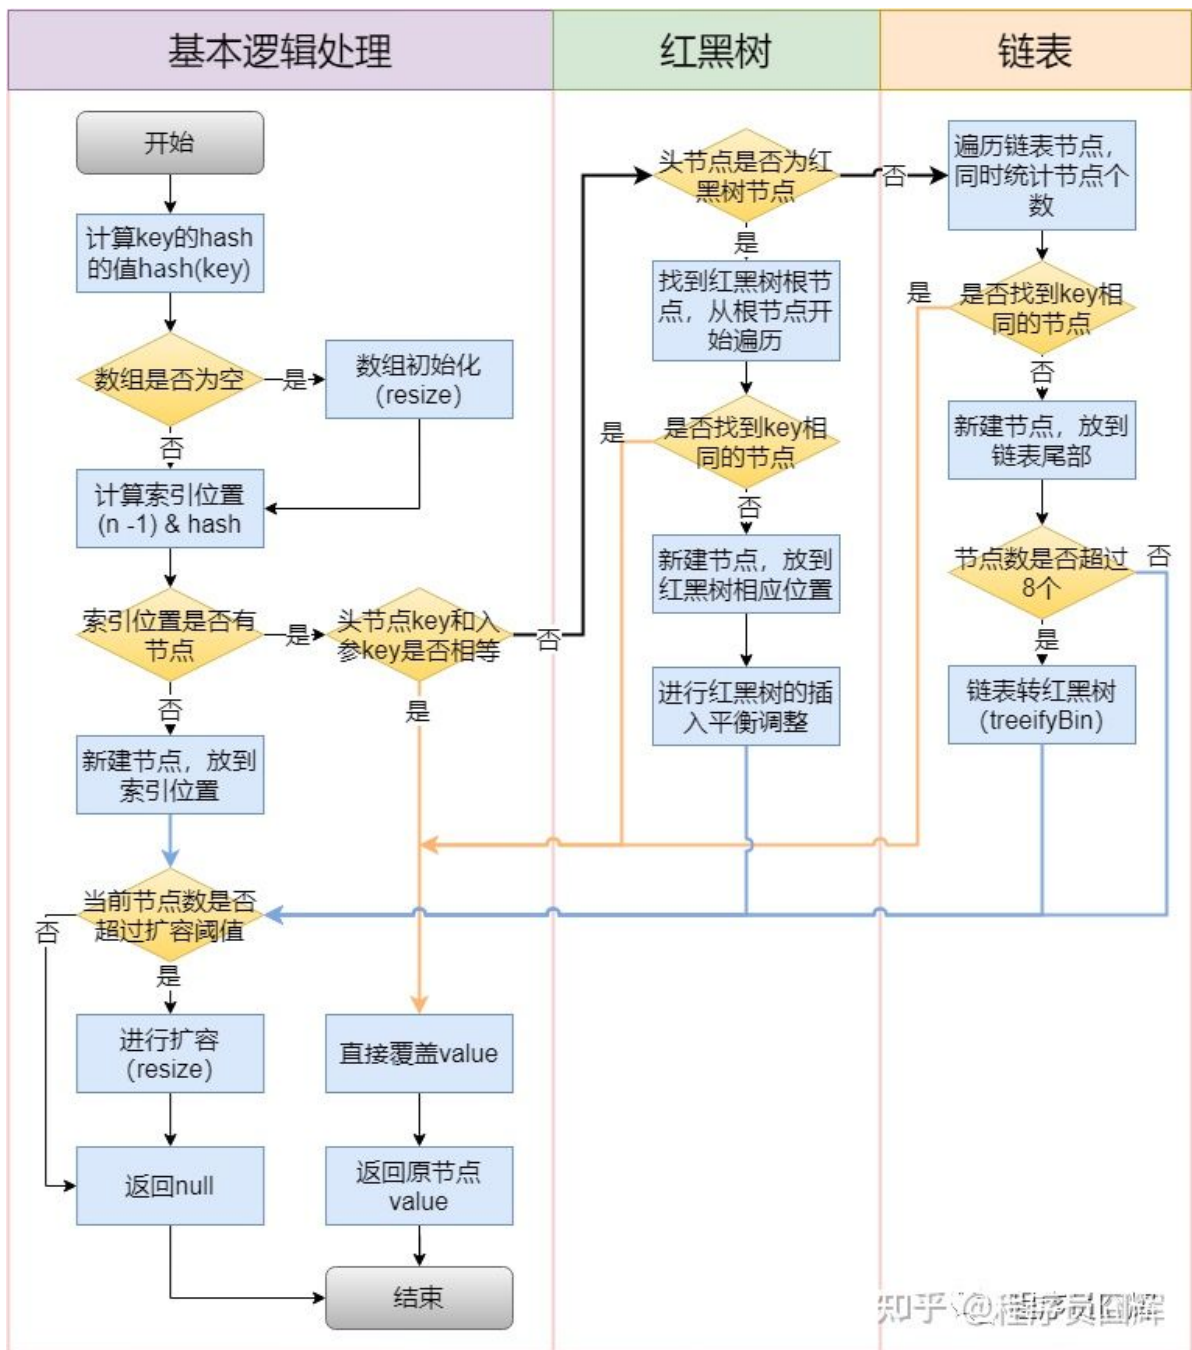 基本逻辑处理
红黑树
链表
开始
计算key的hash
的值hash(key)
数组是否为空
是
数组初始化
（resize）
否
计算索引位置
(n -1) & hash
索引位置是否有
节点
是
头节点key和入
参key是否相等
否
是
否
新建节点，放到
索引位置
当前节点数是否
超过扩容阈值
否
是
进行扩容
（resize）
返回null
直接覆盖value
返回原节点
value
结束
头节点是否为红
黑树节点
否
是
找到红黑树根节
点，从根节点开
始遍历
是否找到key相
同的节点
是
否
新建节点，放到
红黑树相应位置
进行红黑树的插
入平衡调整
遍历链表节点，
同时统计节点个
数
是否找到key相
同的节点
是
否
新建节点，放到
链表尾部
节点数是否超过
8个
否
是
链表转红黑树
（treeifyBin）
知乎 @程序员囧辉